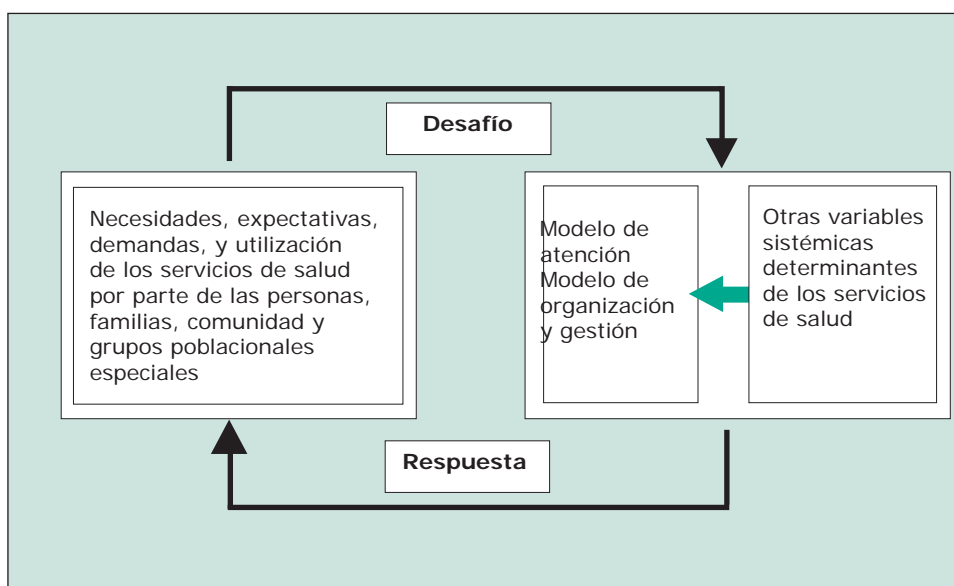 Desafío
Necesidades, expectativas,
demandas, y utilización
de los servicios de salud
por parte de las personas,
familias, comunidad y
grupos poblacionales
especiales
Modelo de
atención
Modelo de
organización
y gestión
Otras variables
sistémicas
determinantes
de los servicios
de salud
Respuesta